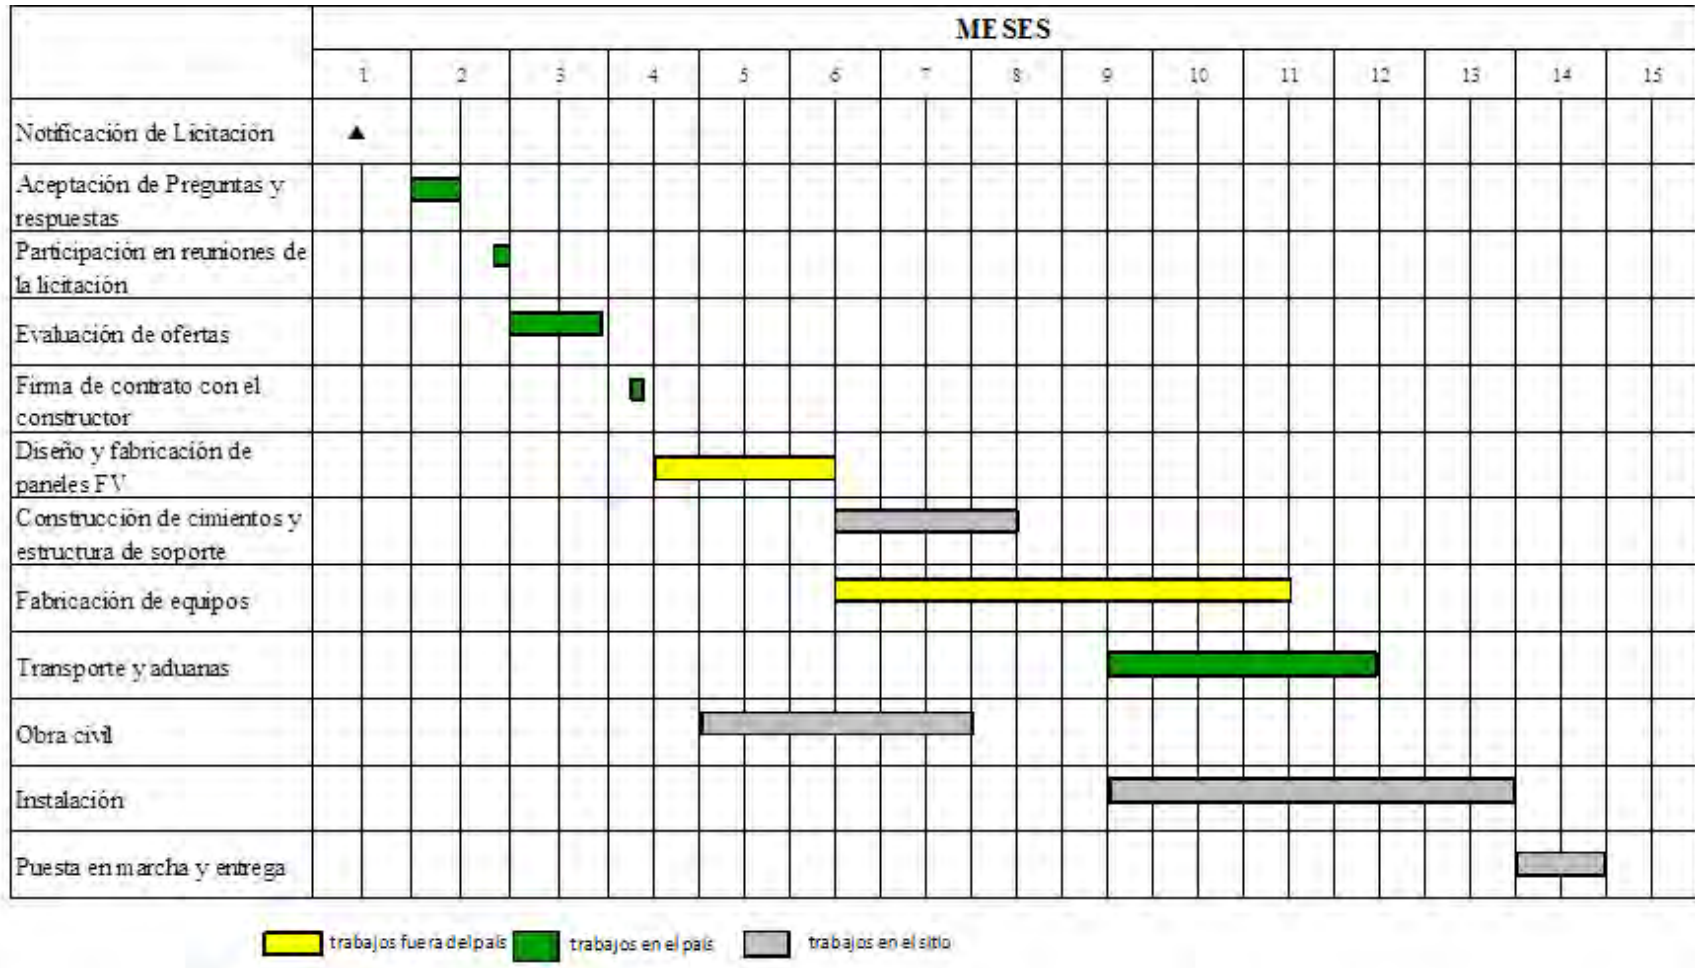 MESES
1 2 3 4 5 6 7 8 9 10 11 12 13 14 15
Notificación de Licitación
Aceptación de Preguntas y
respuestas
Participación en reuniones de
la licitación
Evaluación de ofertas
Firma de contrato con el
constructor
Diseño y fabricación de
paneles FV
Construcción de cimientos y
estructura de soporte
Fabricación de equipos
Transporte y aduanas
Obra civil
Instalación
Puesta en marcha y entrega
trabajos fuera del país trabajos en el país trabajos en el sitio